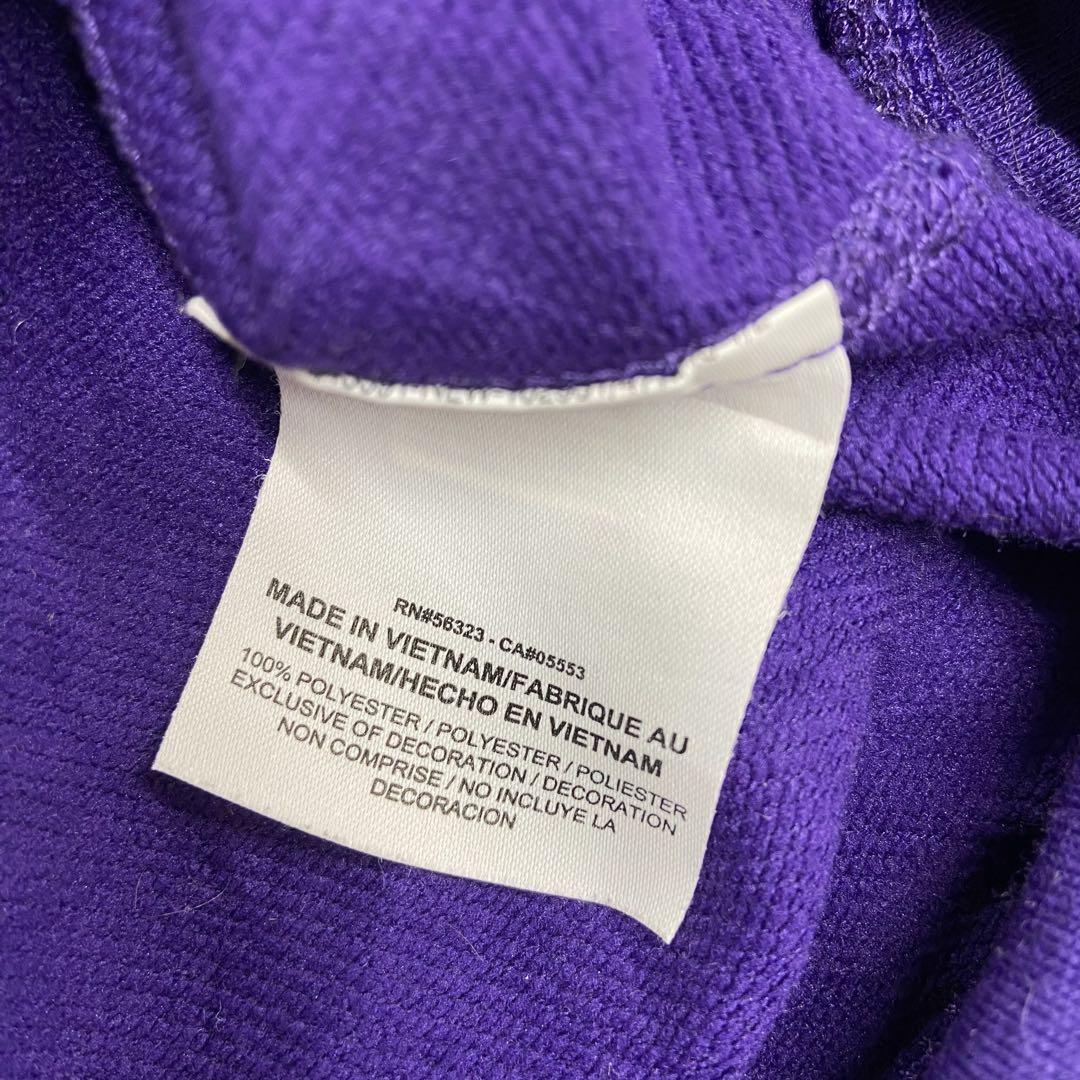 RN#56323 - CA#05553
MADE IN VIETNAM/FABRIQUE AU
VIETNAM/HECHO EN VIETNAM
100% POLYESTER / POLYESTER / POLIESTER
EXCLUSIVE OF DECORATION / DECORATION
NON COMPRISE / NO INCLUYE LA
DECORACION